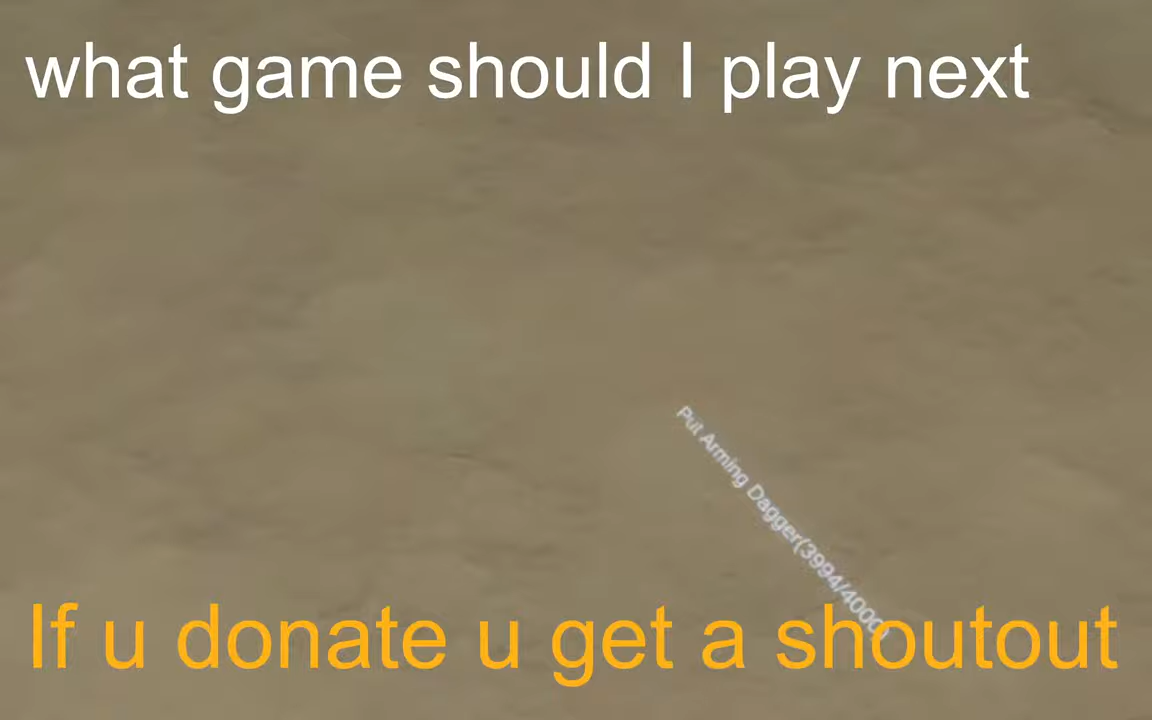 what game should I play next
Put Arming Dagger(3994/4000)
If u donate u get a shoutout